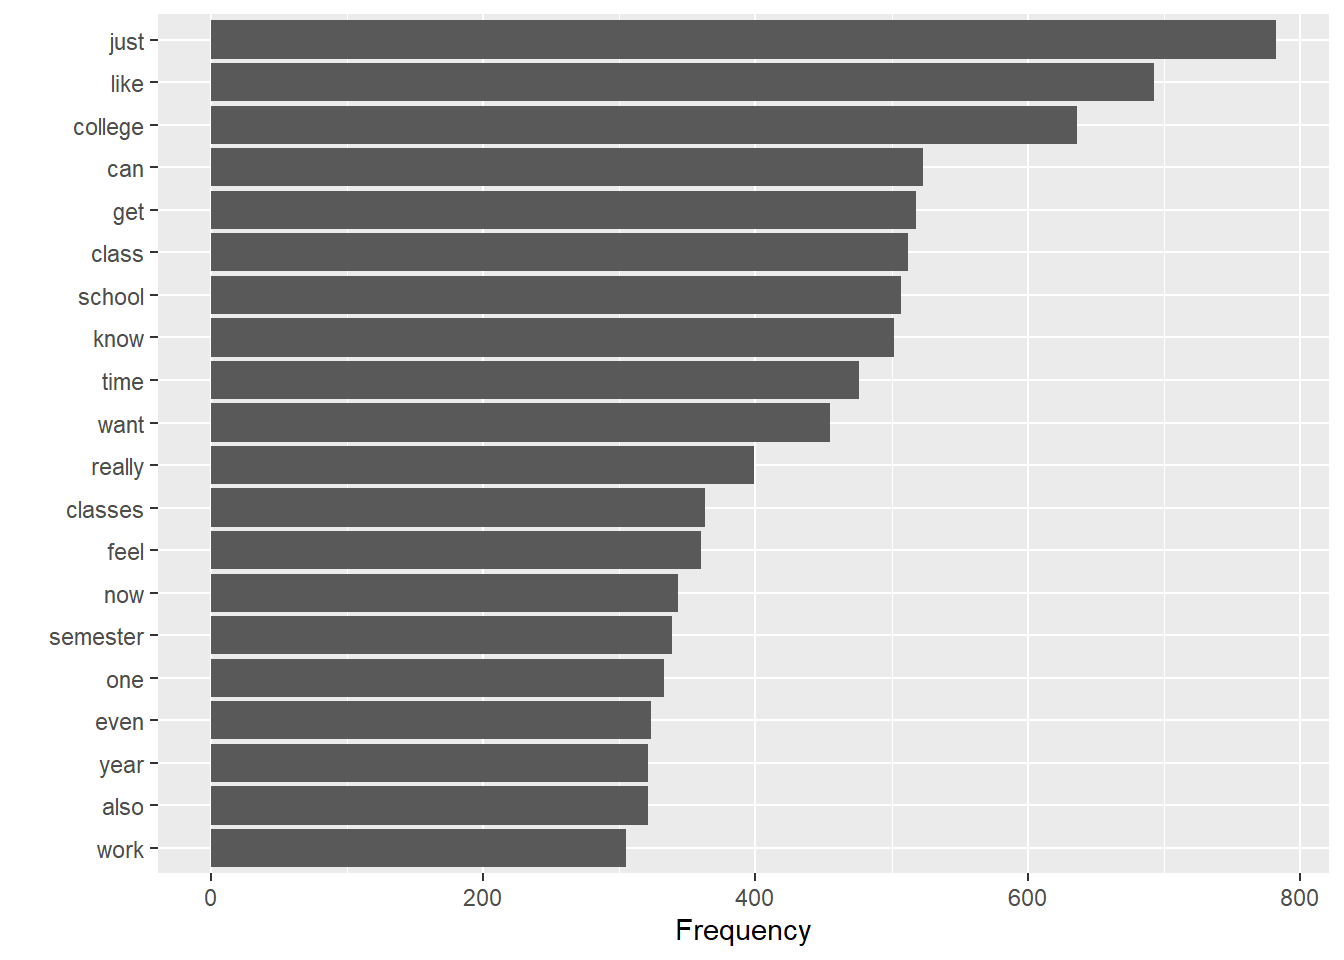 just
like
college
can
get
class
school
know
time
want
really
classes
feel
now
semester
one
even
year
also
work
0 200 400 600 800
Frequency